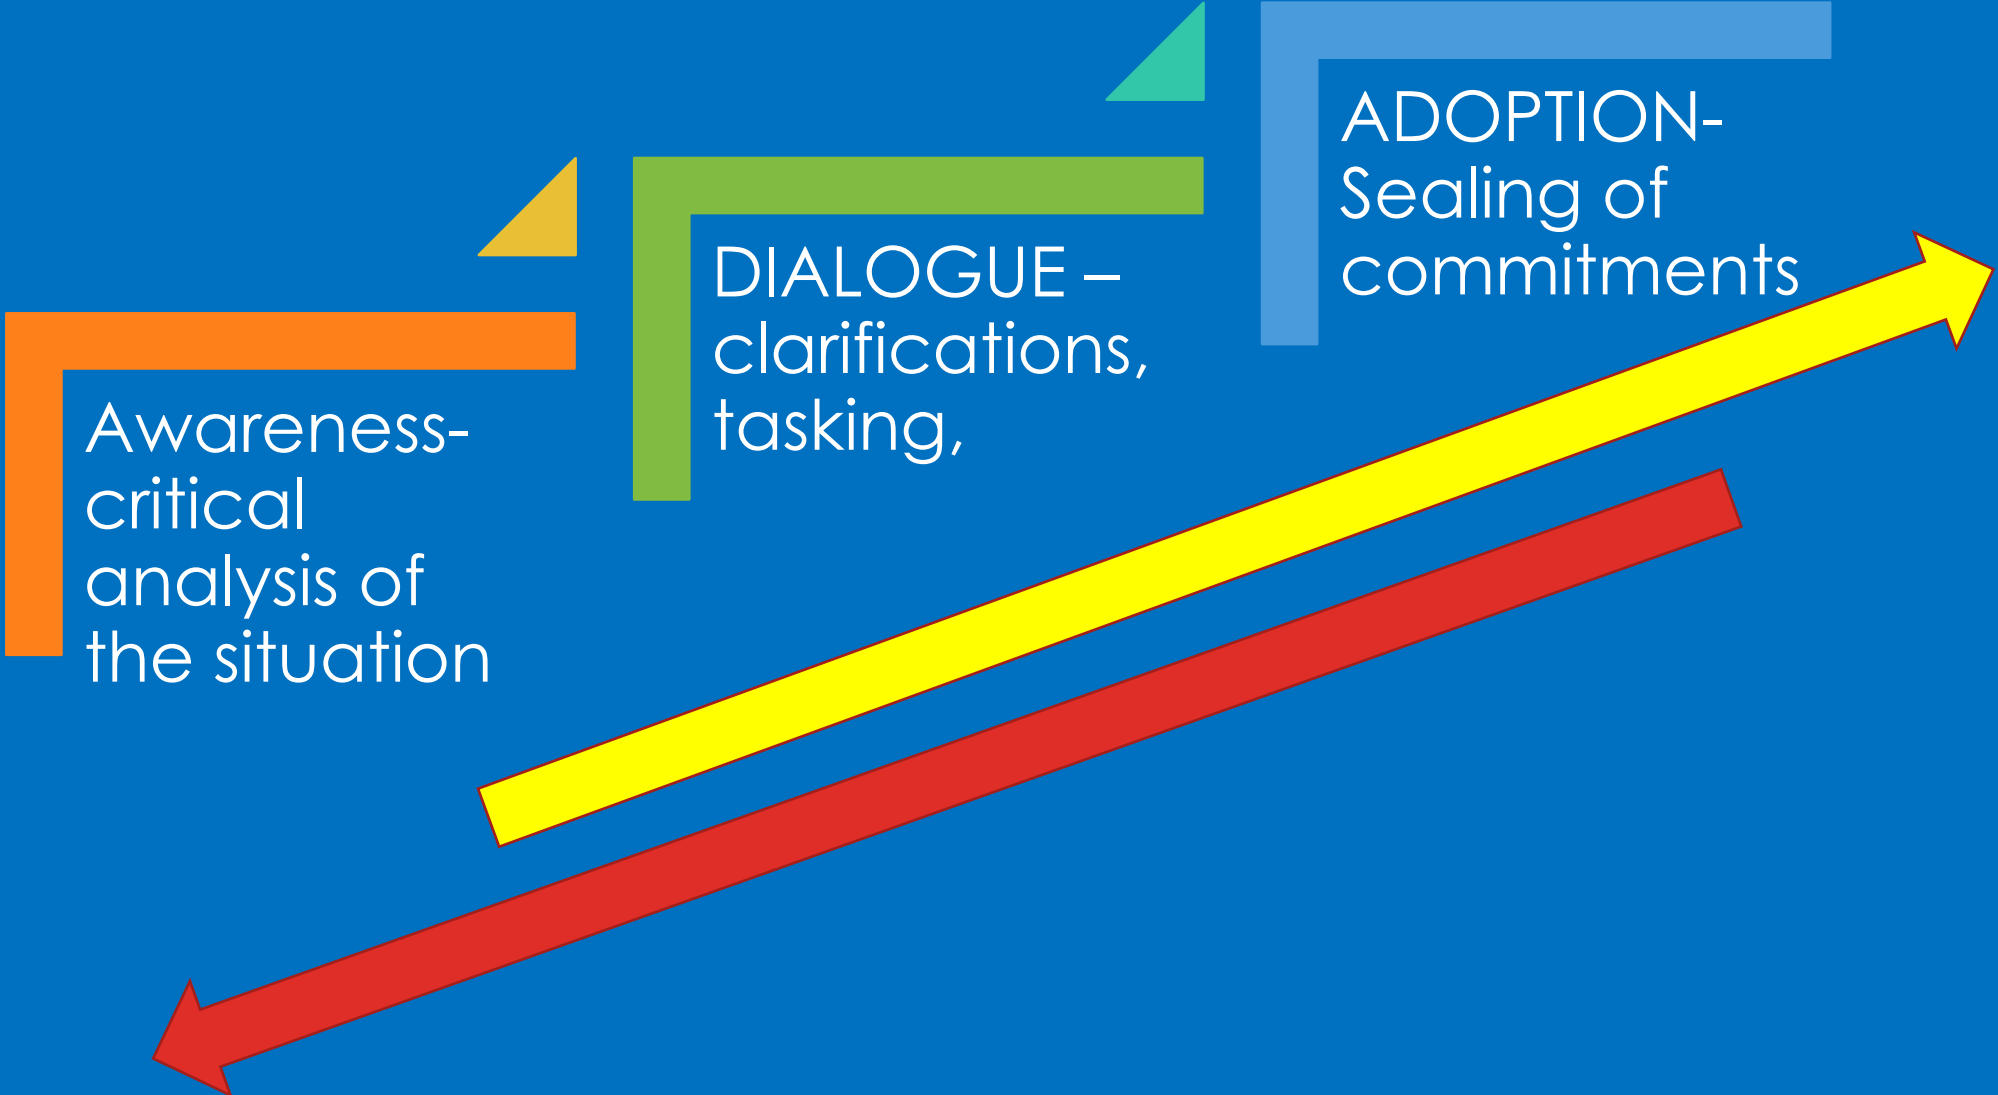 Awareness-
critical
analysis of
the situation
DIALOGUE –
clarifications,
tasking,
ADOPTION-
Sealing of
commitments